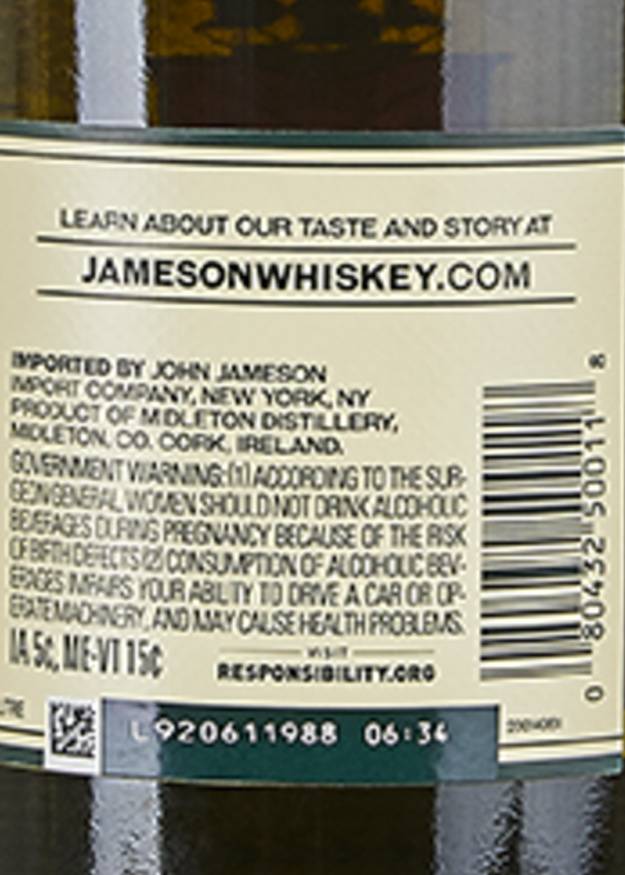 LEARN ABOUT OUR TASTE AND STORY AT
JAMESONWHISKEY.COM
IMPORTED BY JOHN JAMESON
IMPORT COMPANY, NEW YORK, NY
PRODUCT OF MIDLETON DISTILLERY,
MIDLETON, CO. CORK, IRELAND.
GOVERNMENT WARNING: (1) ACCORDING TO THE SUR-
GEON GENERAL, WOMEN SHOULD NOT DRINK ALCOHOLIC
BEVERAGES DURING PREGNANCY BECAUSE OF THE RISK
OF BIRTH DEFECTS (2) CONSUMPTION OF ALCOHOLIC BEV-
ERAGES IMPAIRS YOUR ABILITY TO DRIVE A CAR OR OP-
ERATE MACHINERY, AND MAY CAUSE HEALTH PROBLEMS.
IA 5¢, ME-VT 15¢
VISIT
RESPONSIBILITY.ORG
0 80432 50011 8
L920611988 06:34